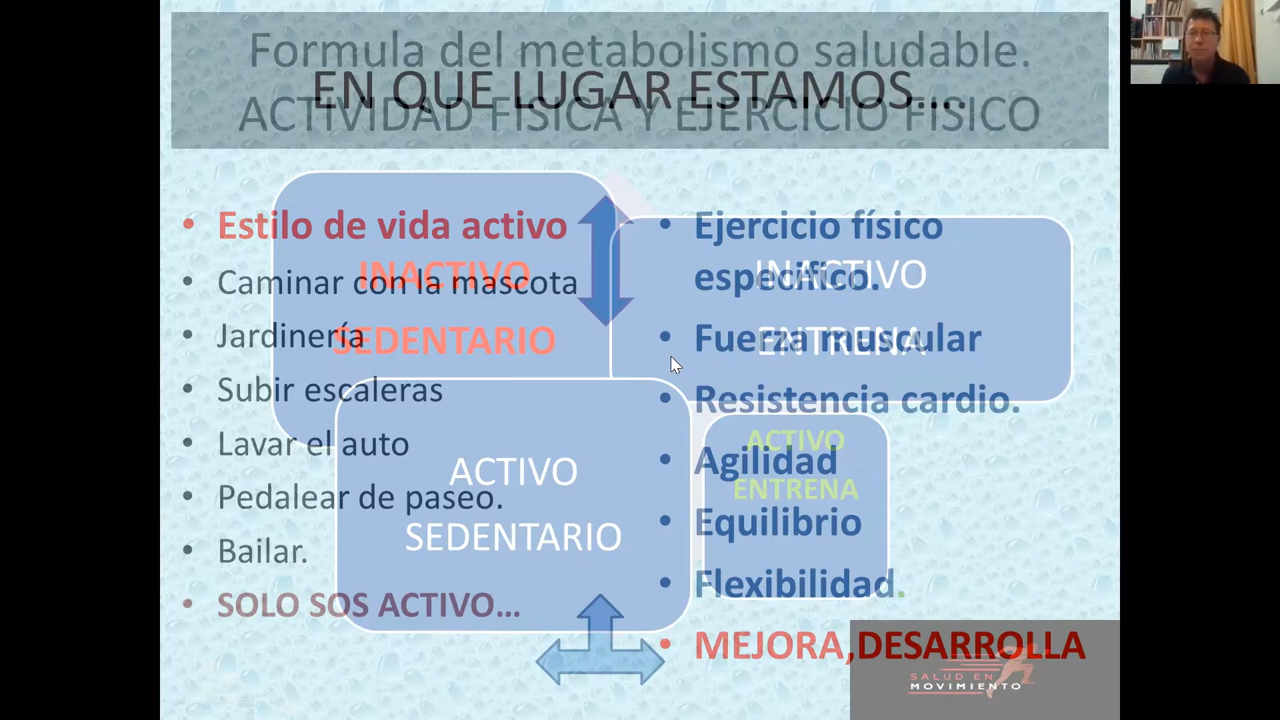 Formula del metabolismo saludable.
EN QUE LUGAR ESTAMOS….
ACTIVIDAD FISICA Y EJERCICIO FISICO
• Estilo de vida activo
• Caminar con la mascota
• Jardinería
• Subir escaleras
• Lavar el auto
• Pedalear de paseo.
• Bailar.
• SOLO SOS ACTIVO…
INACTIVO
SEDENTARIO
ACTIVO
SEDENTARIO
• Ejercicio físico
específico.
• Fuerza muscular
• Resistencia cardio.
• Agilidad
• Equilibrio
• Flexibilidad.
• MEJORA,DESARROLLA
INACTIVO
ENTRENA
ACTIVO
ENTRENA
SALUD EN
MOVIMIENTO